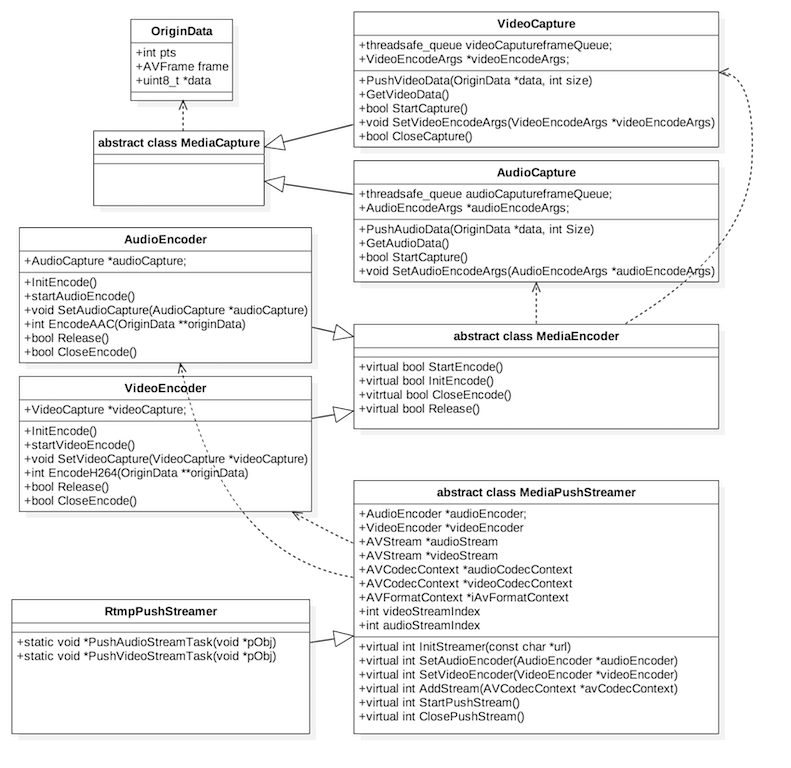 OriginData
+int pts
+AVFrame frame
+uint8_t *data
abstract class MediaCapture
VideoCapture
+threadsafe_queue videoCaputureframeQueue;
+VideoEncodeArgs *videoEncodeArgs;
+PushVideoData(OriginData *data, int size)
+GetVideoData()
+bool StartCapture()
+void SetVideoEncodeArgs(VideoEncodeArgs *videoEncodeArgs)
+bool CloseCapture()
AudioCapture
+threadsafe_queue audioCaputureframeQueue;
+AudioEncodeArgs *audioEncodeArgs;
+PushAudioData(OriginData *data, int Size)
+GetAudioData()
+bool StartCapture()
+void SetAudioEncodeArgs(AudioEncodeArgs *audioEncodeArgs)
AudioEncoder
+AudioCapture *audioCapture;
+InitEncode()
+startAudioEncode()
+void SetAudioCapture(AudioCapture *audioCapture)
+int EncodeAAC(OriginData **originData)
+bool Release()
+bool CloseEncode()
abstract class MediaEncoder
+virtual bool StartEncode()
+virtual bool InitEncode()
+vitrtual bool CloseEncode()
+virtual bool Release()
VideoEncoder
+VideoCapture *videoCapture;
+InitEncode()
+startVideoEncode()
+void SetVideoCapture(VideoCapture *videoCapture)
+int EncodeH264(OriginData **originData)
+bool Release()
+bool CloseEncode()
abstract class MediaPushStreamer
+AudioEncoder *audioEncoder;
+VideoEncoder *videoEncoder
+AVStream *audioStream
+AVStream *videoStream
+AVCodecContext *audioCodecContext
+AVCodecContext *videoCodecContext
+AVFormatContext *iAvFormatContext
+int videoStreamIndex
+int audioStreamIndex
+virtual int InitStreamer(const char *url)
+virtual int SetAudioEncoder(AudioEncoder *audioEncoder)
+virtual int SetVideoEncoder(VideoEncoder *videoEncoder)
+virtual int AddStream(AVCodecContext *avCodecContext)
+virtual int StartPushStream()
+virtual int ClosePushStream()
RtmpPushStreamer
+static void *PushAudioStreamTask(void *pObj)
+static void *PushVideoStreamTask(void *pObj)